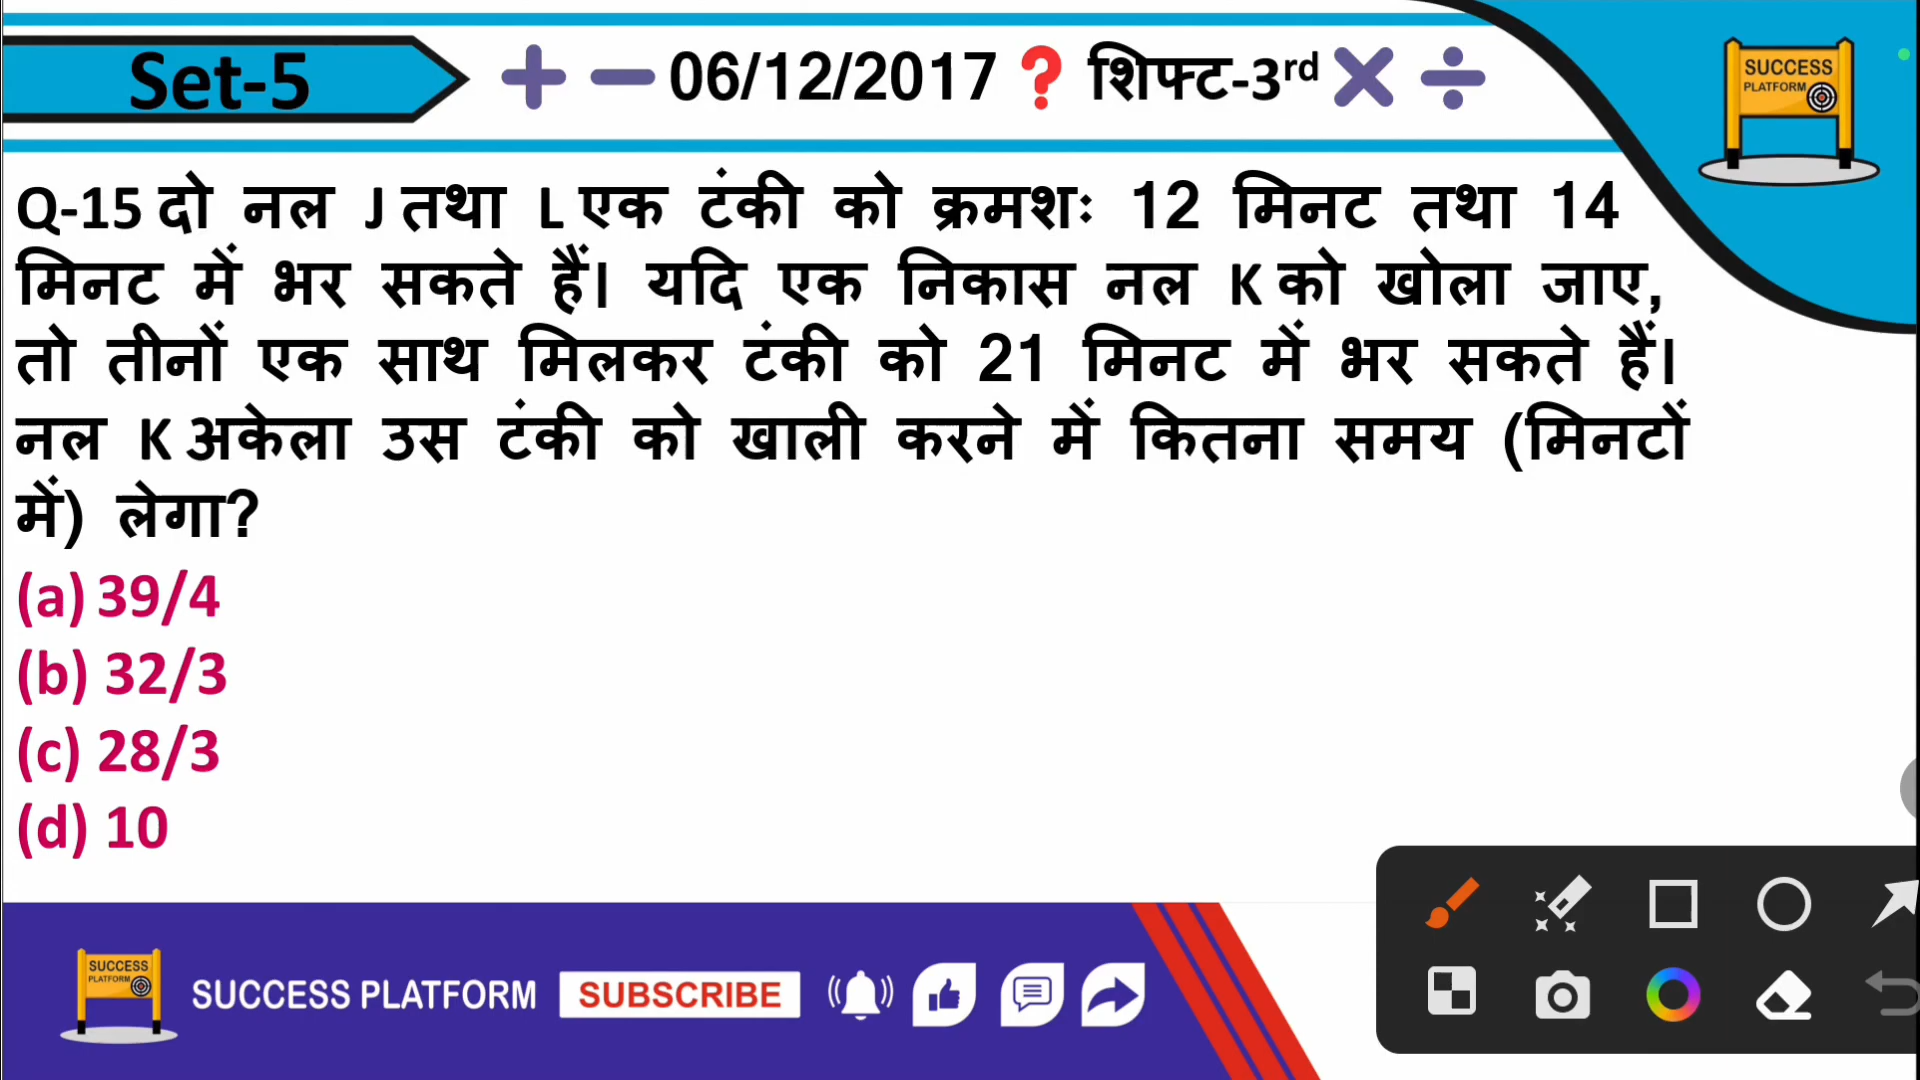 Set-5
06/12/2017 ❓ शिफ्ट-3rd
SUCCESS
PLATFORM
Q-15 दो नल J तथा L एक टंकी को क्रमशः 12 मिनट तथा 14
मिनट में भर सकते हैं। यदि एक निकास नल K को खोला जाए,
तो तीनों एक साथ मिलकर टंकी को 21 मिनट में भर सकते हैं।
नल K अकेला उस टंकी को खाली करने में कितना समय (मिनटों
में) लेगा?
(a) 39/4
(b) 32/3
(c) 28/3
(d) 10
SUCCESS
PLATFORM
SUCCESS PLATFORM
SUBSCRIBE